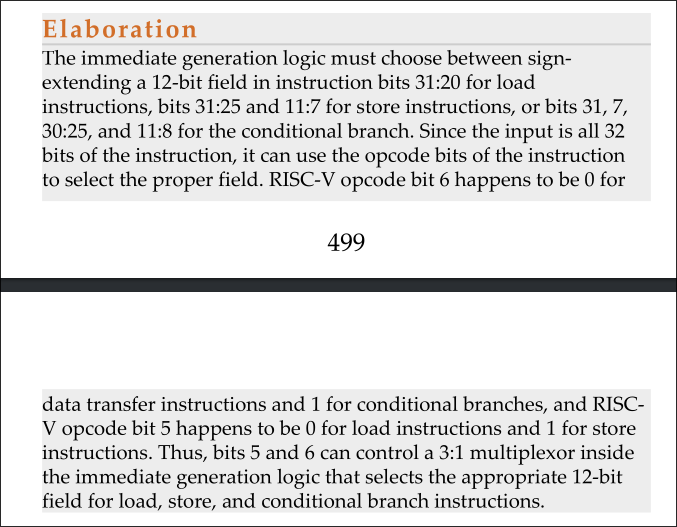 Elaboration
The immediate generation logic must choose between sign-
extending a 12-bit field in instruction bits 31:20 for load
instructions, bits 31:25 and 11:7 for store instructions, or bits 31, 7,
30:25, and 11:8 for the conditional branch. Since the input is all 32
bits of the instruction, it can use the opcode bits of the instruction
to select the proper field. RISC-V opcode bit 6 happens to be 0 for
499
data transfer instructions and 1 for conditional branches, and RISC-
V opcode bit 5 happens to be 0 for load instructions and 1 for store
instructions. Thus, bits 5 and 6 can control a 3:1 multiplexor inside
the immediate generation logic that selects the appropriate 12-bit
field for load, store, and conditional branch instructions.